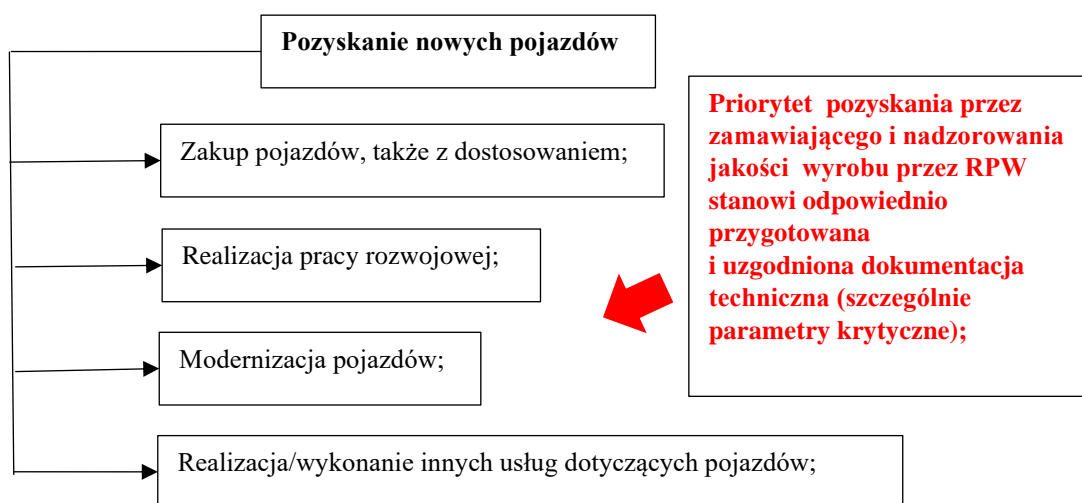 Pozyskanie nowych pojazdów
Zakup pojazdów, także z dostosowaniem;
Realizacja pracy rozwojowej;
Modernizacja pojazdów;
Realizacja/wykonanie innych usług dotyczących pojazdów;
Priorytet pozyskania przez
zamawiającego i nadzorowania
jakości wyrobu przez RPW
stanowi odpowiednio
przygotowana
i uzgodniona dokumentacja
techniczna (szczególnie
parametry krytyczne);